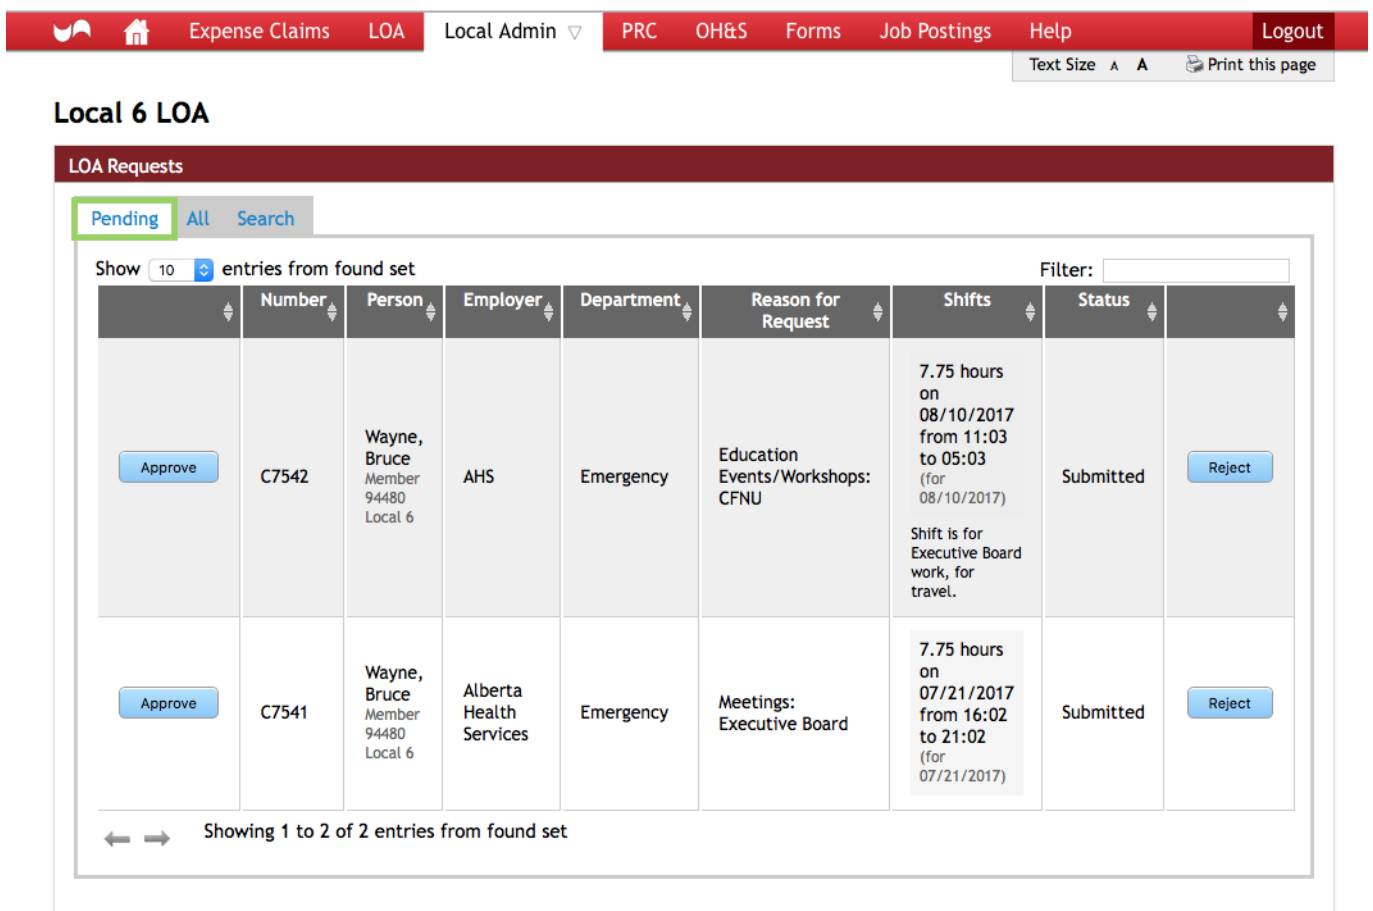 Expense Claims LOA Local Admin PRC OH&S Forms Job Postings Help Logout
Text Size A A Print this page
Local 6 LOA
LOA Requests
Pending All Search
Show 10 entries from found set
Filter:
Number Person Employer Department Reason for Request Shifts Status
Approve
C7542
Wayne,
Bruce
Member
94480
Local 6
AHS
Emergency
Education
Events/Workshops:
CFNU
7.75 hours
on
08/10/2017
from 11:03
to 05:03
(for
08/10/2017)
Shift is for
Executive Board
work, for
travel.
Submitted
Reject
Approve
C7541
Wayne,
Bruce
Member
94480
Local 6
Alberta
Health
Services
Emergency
Meetings:
Executive Board
7.75 hours
on
07/21/2017
from 16:02
to 21:02
(for
07/21/2017)
Submitted
Reject
Showing 1 to 2 of 2 entries from found set